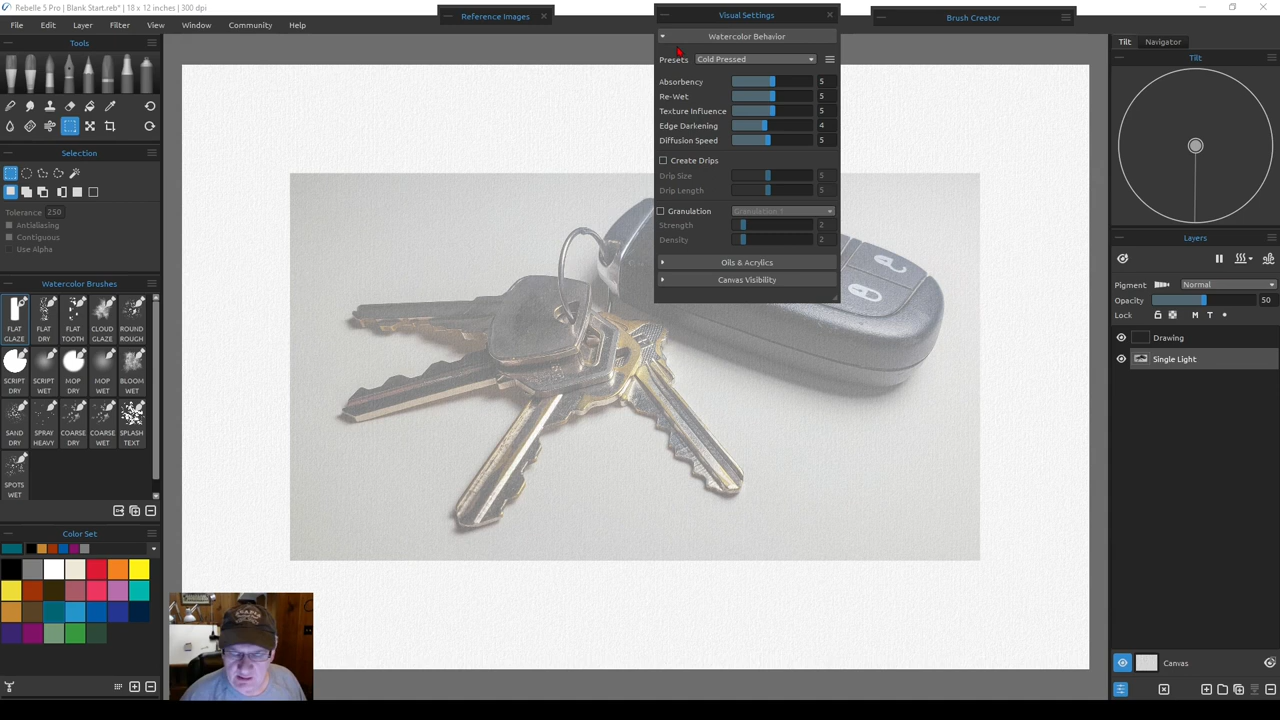 Rebelle 5 Pro | Blank Start.reb* | 18 x 12 inches | 300 dpi
File Edit Layer Filter View Window Community Help
Reference Images
Visual Settings
Brush Creator
Tools
Selection
Tolerance 250
Antialiasing
Contiguous
Use Alpha
Watercolor Brushes
FLAT GLAZE FLAT DRY FLAT TOOTH CLOUD GLAZE ROUND ROUGH
SCRIPT DRY SCRIPT WET MOP DRY MOP WET BLOOM WET
SAND DRY SPRAY HEAVY COARSE DRY COARSE WET SPLASH TEXT
SPOTS WET
Color Set
Watercolor Behavior
Presets Cold Pressed
Absorbency 5
Re-Wet 5
Texture Influence 5
Edge Darkening 4
Diffusion Speed 5
Create Drips
Drip Size 5
Drip Length 5
Granulation Granulation 1
Strength 2
Density 2
Oils & Acrylics
Canvas Visibility
Tilt Navigator
Tilt
Layers
Pigment Normal
Opacity 50
Lock M T
Drawing
Single Light
Canvas